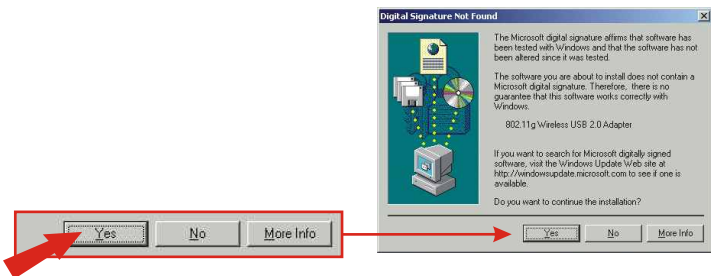 Digital Signature Not Found
The Microsoft digital signature affirms that software has
been tested with Windows and that the software has not
been altered since it was tested.
The software you are about to install does not contain a
Microsoft digital signature. Therefore, there is no
guarantee that this software works correctly with
Windows.
802.11g Wireless USB 2.0 Adapter
If you want to search for Microsoft digitally signed
software, visit the Windows Update Web site at
http://windowsupdate.microsoft.com to see if one is
available.
Do you want to continue the installation?
Yes No More Info
Yes No More Info